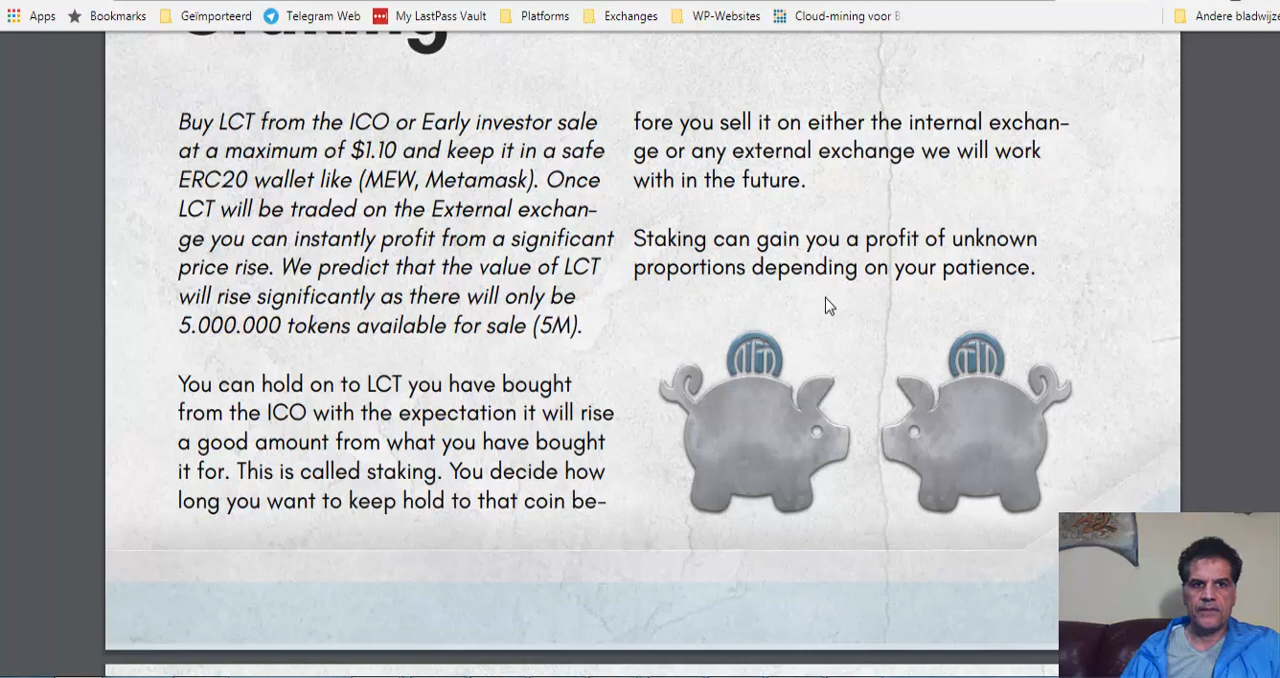 Apps
Bookmarks
Geïmporteerd
Telegram Web
My LastPass Vault
Platforms
Exchanges
WP-Websites
Cloud-mining voor B
Andere bladwijze
Staking
Buy LCT from the ICO or Early investor sale
at a maximum of $1.10 and keep it in a safe
ERC20 wallet like (MEW, Metamask). Once
LCT will be traded on the External exchan-
ge you can instantly profit from a significant
price rise. We predict that the value of LCT
will rise significantly as there will only be
5.000.000 tokens available for sale (5M).
You can hold on to LCT you have bought
from the ICO with the expectation it will rise
a good amount from what you have bought
it for. This is called staking. You decide how
long you want to keep hold to that coin be-
fore you sell it on either the internal exchan-
ge or any external exchange we will work
with in the future.
Staking can gain you a profit of unknown
proportions depending on your patience.